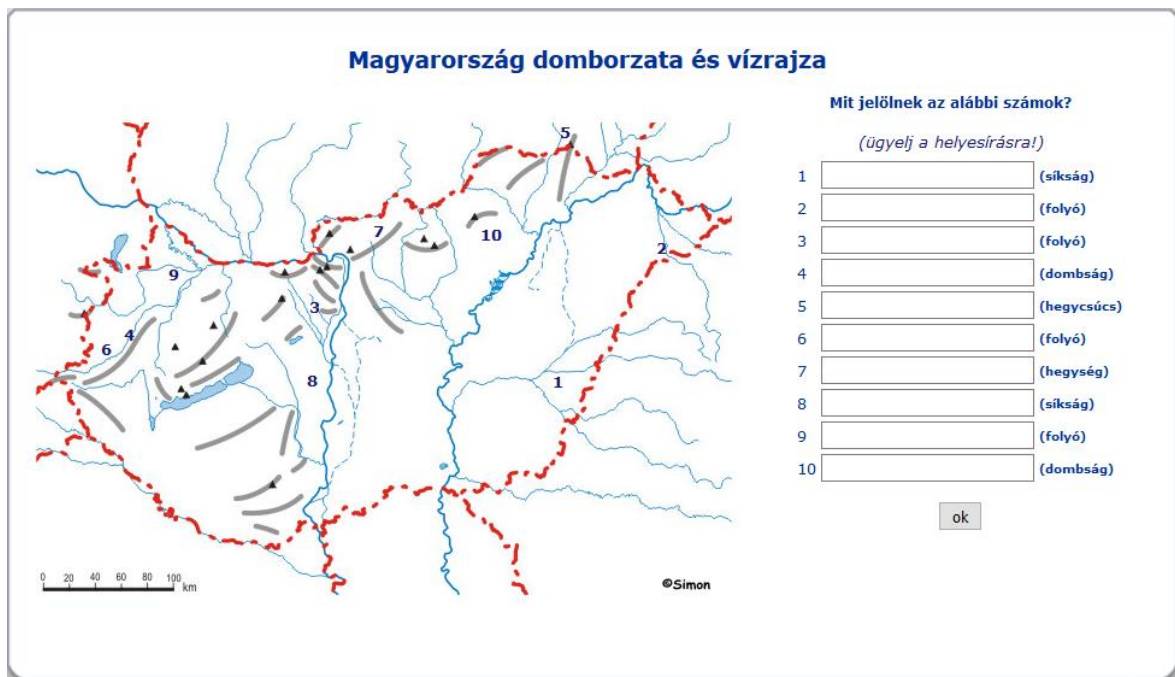 Magyarország domborzata és vízrajza
Mit jelölnek az alábbi számok?
(ügyelj a helyesírásra!)
1 (síkság)
2 (folyó)
3 (folyó)
4 (dombság)
5 (hegycsúcs)
6 (folyó)
7 (hegység)
8 (síkság)
9 (folyó)
10 (dombság)
ok
5
7
10
2
9
3
4
6
8
1
0 20 40 60 80 100 km
©Simon